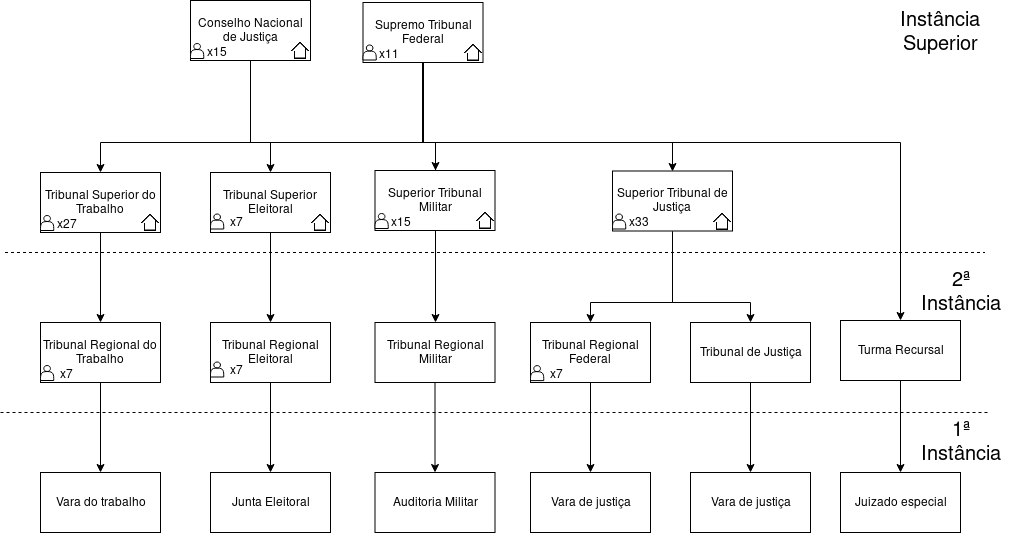 Conselho Nacional
de Justiça
x15
Supremo Tribunal
Federal
x11
Instância
Superior
Tribunal Superior do
Trabalho
x27
Tribunal Superior
Eleitoral
x7
Superior Tribunal
Militar
x15
Superior Tribunal de
Justiça
x33
2ª
Instância
Tribunal Regional do
Trabalho
x7
Tribunal Regional
Eleitoral
x7
Tribunal Regional
Militar
Tribunal Regional
Federal
x7
Tribunal de Justiça
Turma Recursal
1ª
Instância
Vara do trabalho
Junta Eleitoral
Auditoria Militar
Vara de justiça
Vara de justiça
Juizado especial